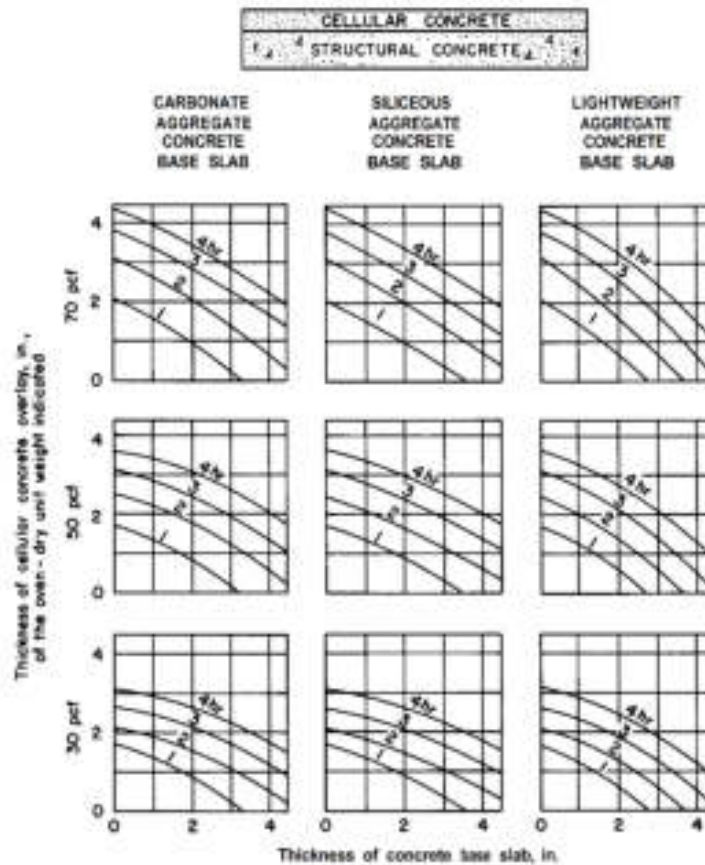 CELLULAR CONCRETE
STRUCTURAL CONCRETE
CARBONATE
AGGREGATE
CONCRETE
BASE SLAB
SILICEOUS
AGGREGATE
CONCRETE
BASE SLAB
LIGHTWEIGHT
AGGREGATE
CONCRETE
BASE SLAB
Thickness of cellular concrete overlay, in.,
of the oven-dry unit weight indicated
70 pcf
4
2
0
4 hr
3
2
1
4 hr
3
2
1
4 hr
3
2
1
50 pcf
4
2
0
4 hr
3
2
1
4 hr
3
2
1
4 hr
3
2
1
30 pcf
4
2
0
4 hr
3
2
1
4 hr
3
2
1
4 hr
3
2
1
0 2 4
0 2 4
0 2 4
Thickness of concrete base slab, in.